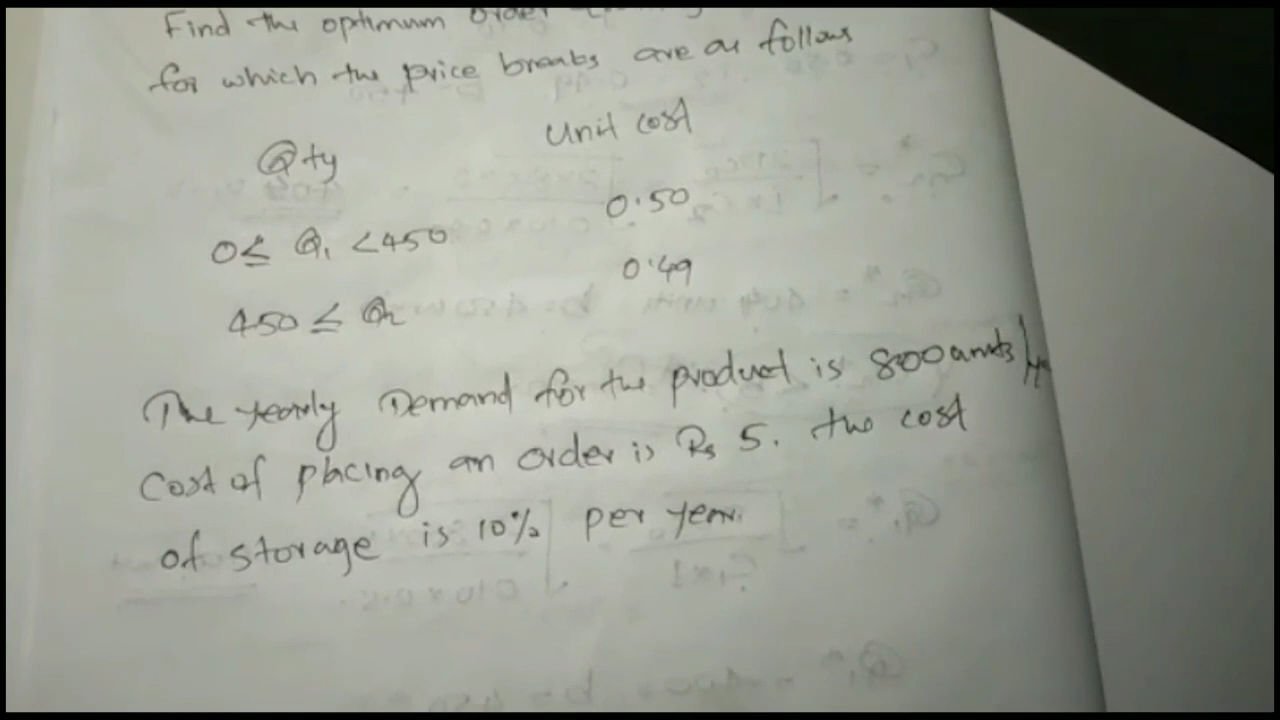 Find the optimum order
for which the price breaks are as follows
Qty Unit cost
0≤ Q₁ <450 0.50
450 ≤ Q₂ 0.49
The yearly Demand for the product is 800 units/yr
Cost of placing an order is Rs 5. the cost
of storage is 10% per year.